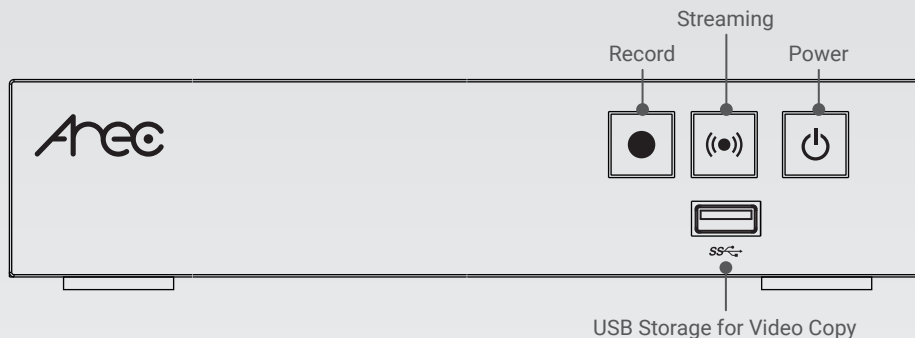 Streaming
Record
Power
Arec
SS
USB Storage for Video Copy